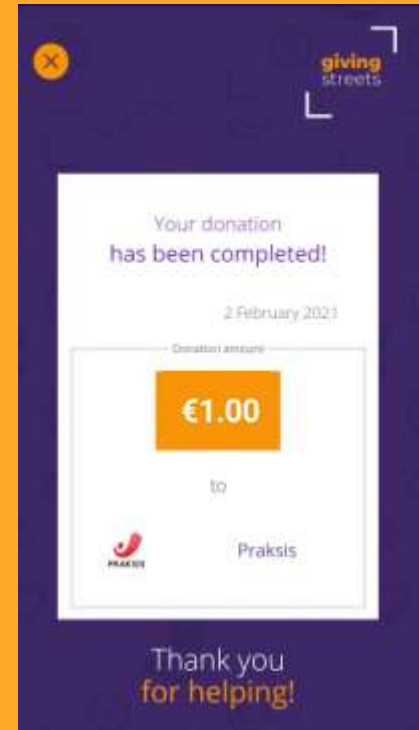 giving
streets
Your donation
has been completed!
2 February 2021
Donation amount
€1.00
to
PRAKSIS
Praksis
Thank you
for helping!